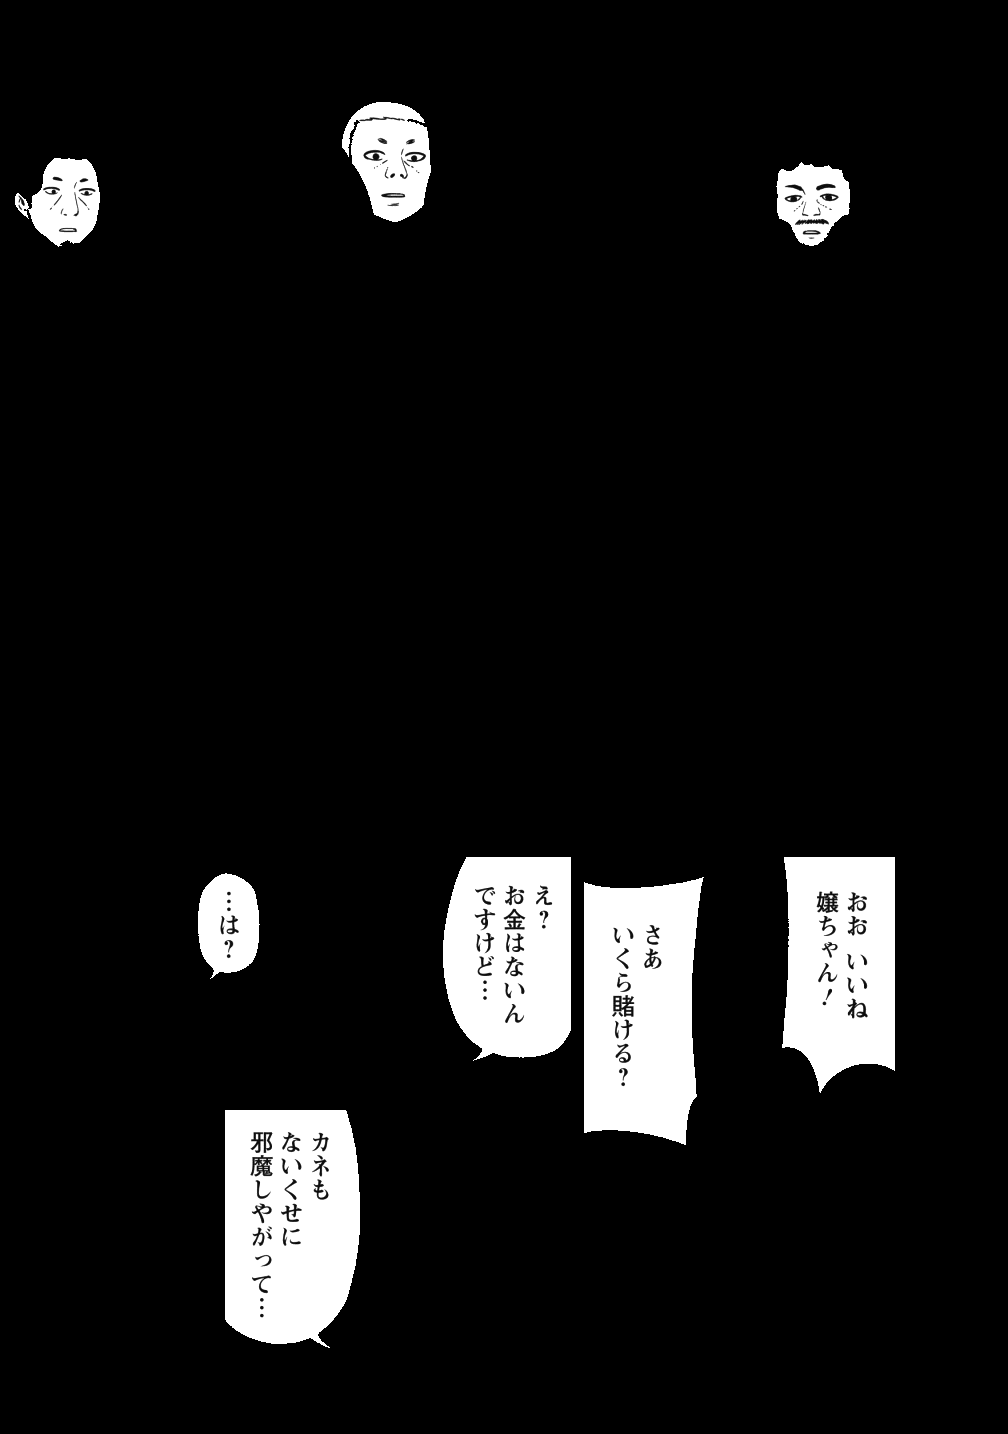 おお いいね
嬢ちゃん！
さあ
いくら賭ける？
え？
お金はないん
ですけど…
…は？
カネも
ないくせに
邪魔しやがって…